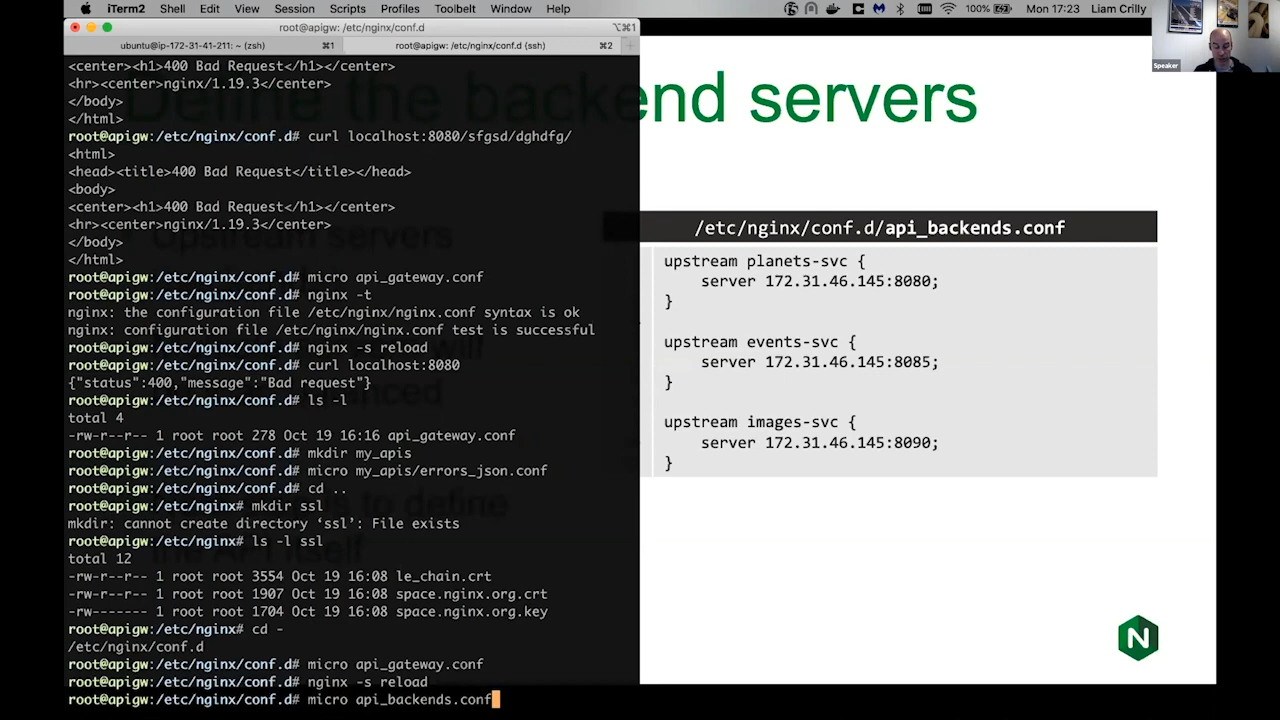 iTerm2 Shell Edit View Session Scripts Profiles Toolbelt Window Help 100% Mon 17:23 Liam Crilly
root@apigw: /etc/nginx/conf.d
ubuntu@ip-172-31-41-211: ~ (zsh) ⌘1 root@apigw: /etc/nginx/conf.d (ssh) ⌘2
⌥⌘1
Speaker
<center><h1>400 Bad Request</h1></center>
<hr><center>nginx/1.19.3</center>
</body>
</html>
root@apigw:/etc/nginx/conf.d# curl localhost:8080/sfgsd/dghdfg/
<html>
<head><title>400 Bad Request</title></head>
<body>
<center><h1>400 Bad Request</h1></center>
<hr><center>nginx/1.19.3</center>
</body>
</html>
root@apigw:/etc/nginx/conf.d# micro api_gateway.conf
root@apigw:/etc/nginx/conf.d# nginx -t
nginx: the configuration file /etc/nginx/nginx.conf syntax is ok
nginx: configuration file /etc/nginx/nginx.conf test is successful
root@apigw:/etc/nginx/conf.d# nginx -s reload
root@apigw:/etc/nginx/conf.d# curl localhost:8080
{"status":400,"message":"Bad request"}
root@apigw:/etc/nginx/conf.d# ls -l
total 4
-rw-r--r-- 1 root root 278 Oct 19 16:16 api_gateway.conf
root@apigw:/etc/nginx/conf.d# mkdir my_apis
root@apigw:/etc/nginx/conf.d# micro my_apis/errors_json.conf
root@apigw:/etc/nginx/conf.d# cd ..
root@apigw:/etc/nginx# mkdir ssl
mkdir: cannot create directory ‘ssl’: File exists
root@apigw:/etc/nginx# ls -l ssl
total 12
-rw-r--r-- 1 root root 3554 Oct 19 16:08 le_chain.crt
-rw-r--r-- 1 root root 1907 Oct 19 16:08 space.nginx.org.crt
-rw------- 1 root root 1704 Oct 19 16:08 space.nginx.org.key
root@apigw:/etc/nginx# cd -
/etc/nginx/conf.d
root@apigw:/etc/nginx/conf.d# micro api_gateway.conf
root@apigw:/etc/nginx/conf.d# nginx -s reload
root@apigw:/etc/nginx/conf.d# micro api_backends.conf
Define the backend servers
Upstream servers
will
to define
the API itself
/etc/nginx/conf.d/api_backends.conf
upstream planets-svc {
server 172.31.46.145:8080;
}
upstream events-svc {
server 172.31.46.145:8085;
}
upstream images-svc {
server 172.31.46.145:8090;
}
N